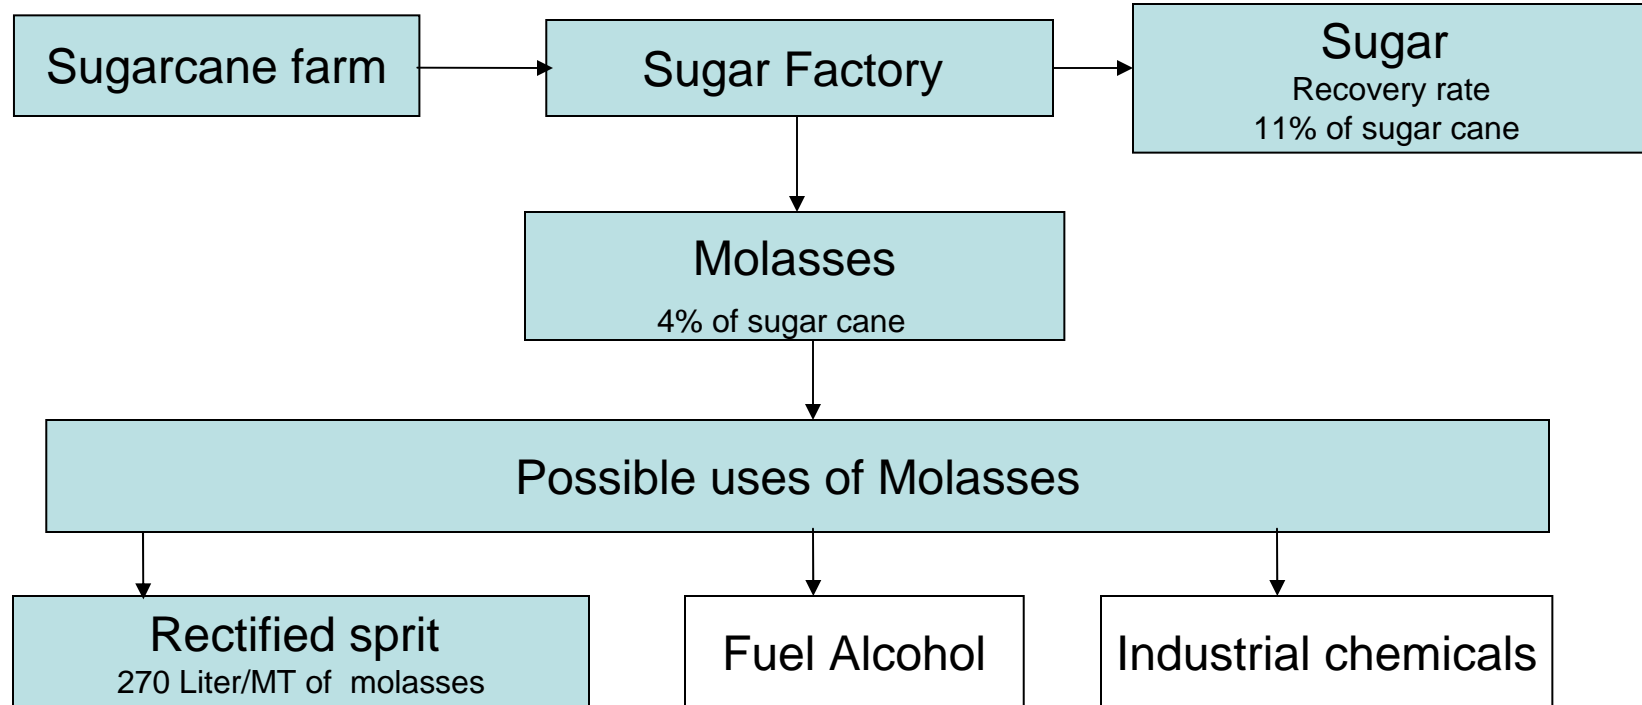 Sugarcane farm
Sugar Factory
Sugar
Recovery rate
11% of sugar cane
Molasses
4% of sugar cane
Possible uses of Molasses
Rectified sprit
270 Liter/MT of  molasses
Fuel Alcohol
Industrial chemicals